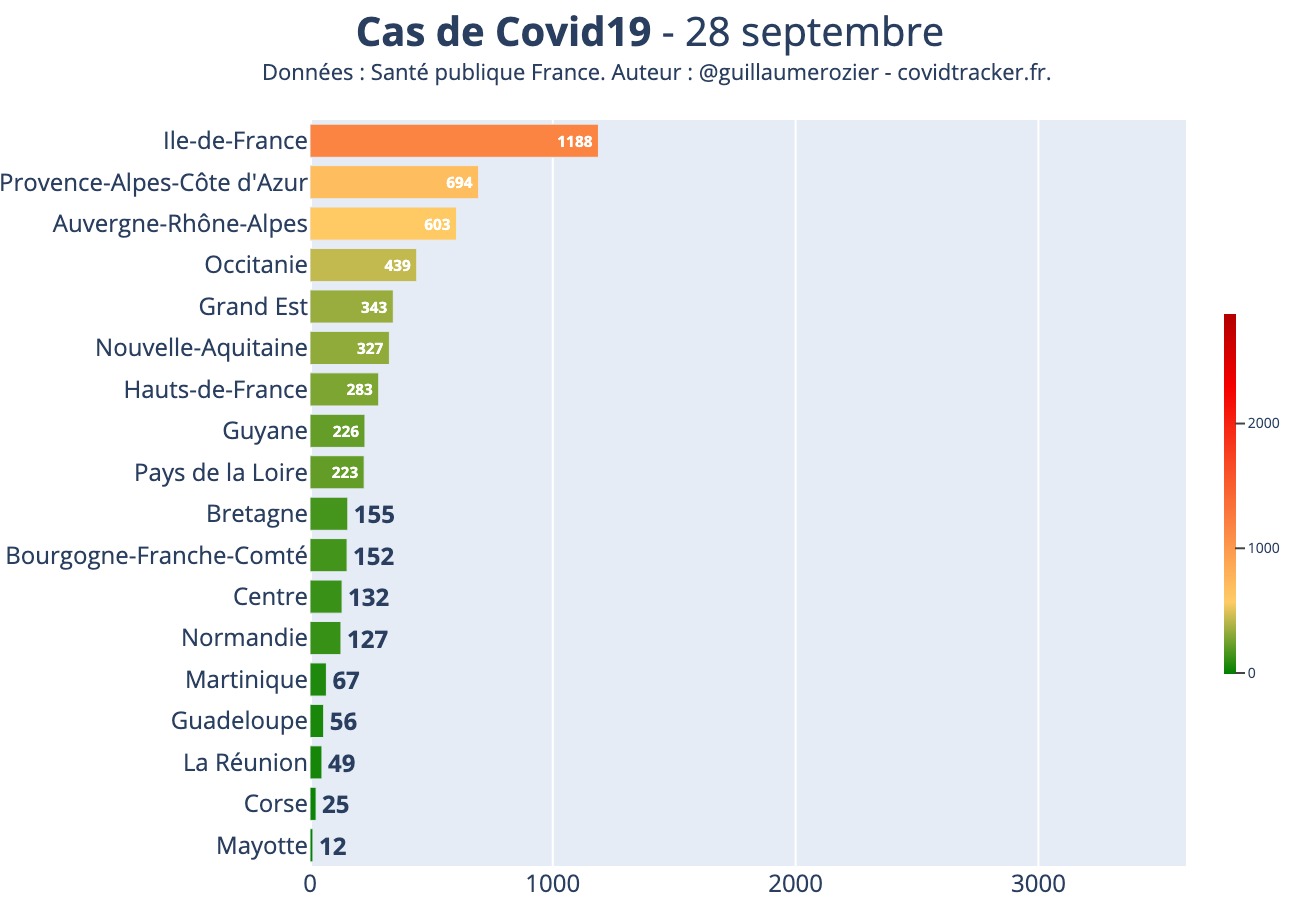 Cas de Covid19 - 28 septembre
Données : Santé publique France. Auteur : @guillaumerozier - covidtracker.fr.
Ile-de-France 1188
Provence-Alpes-Côte d'Azur 694
Auvergne-Rhône-Alpes 603
Occitanie 439
Grand Est 343
Nouvelle-Aquitaine 327
Hauts-de-France 283
Guyane 226
Pays de la Loire 223
Bretagne 155
Bourgogne-Franche-Comté 152
Centre 132
Normandie 127
Martinique 67
Guadeloupe 56
La Réunion 49
Corse 25
Mayotte 12
0 1000 2000 3000
2000
1000
0